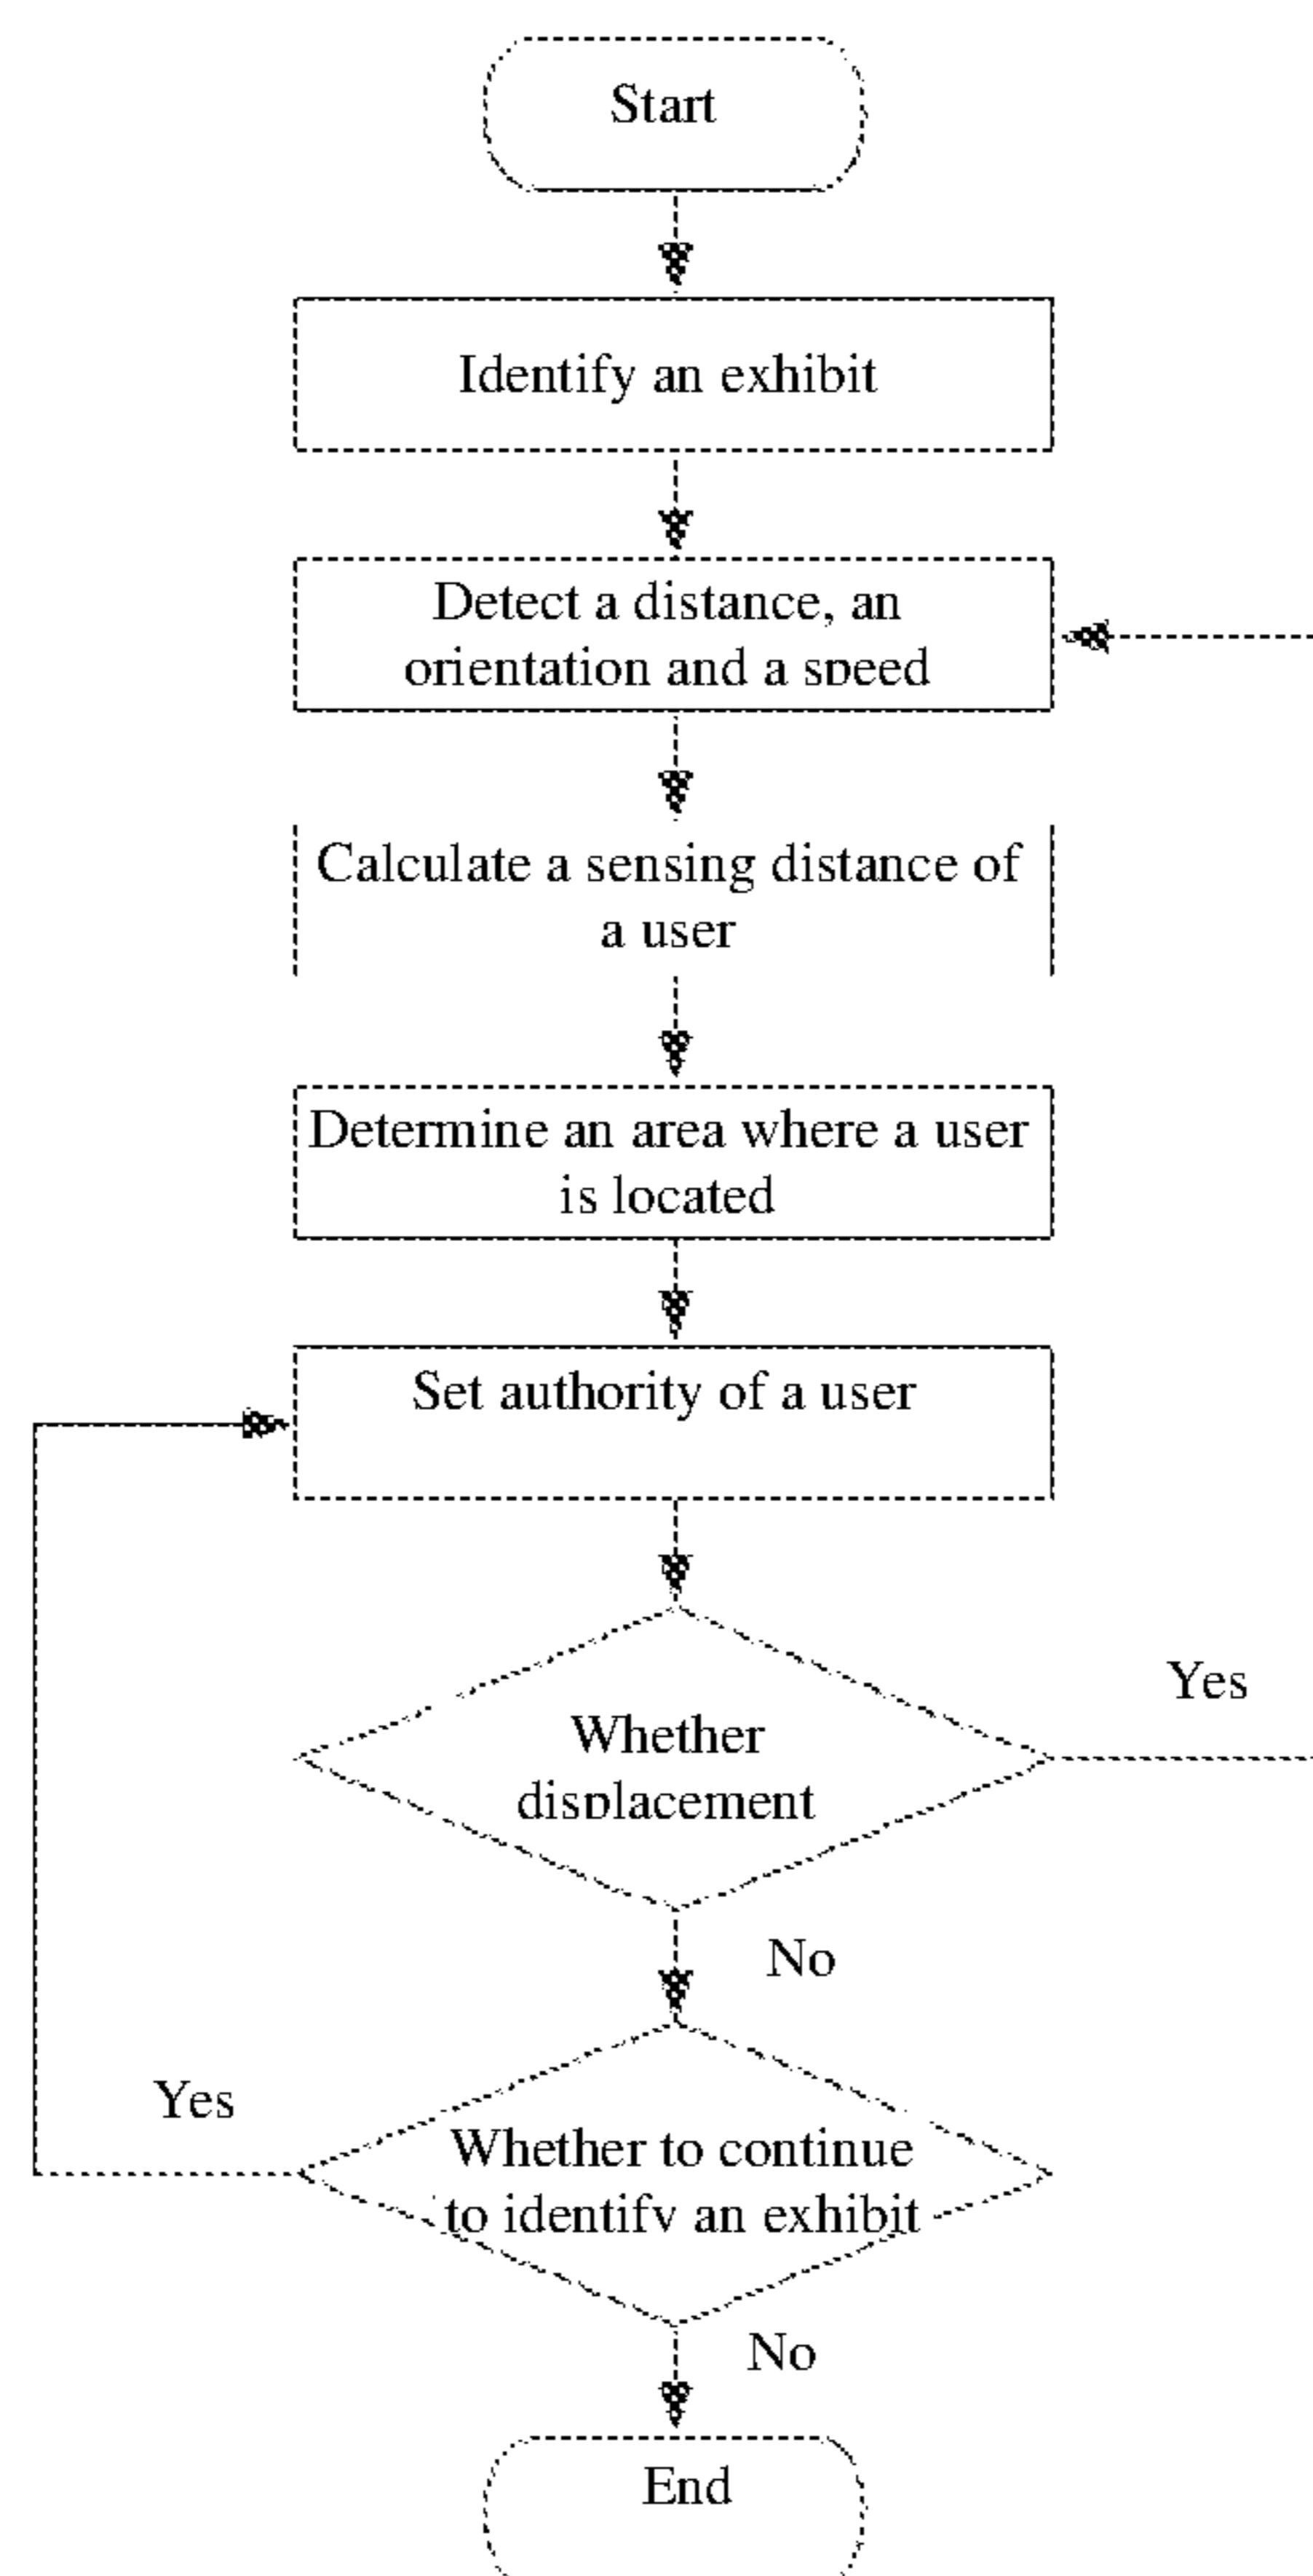 Start
Identify an exhibit
Detect a distance, an
orientation and a speed
Calculate a sensing distance of
a user
Determine an area where a user
is located
Set authority of a user
Yes
Whether
displacement
No
Yes
Whether to continue
to identify an exhibit
No
End